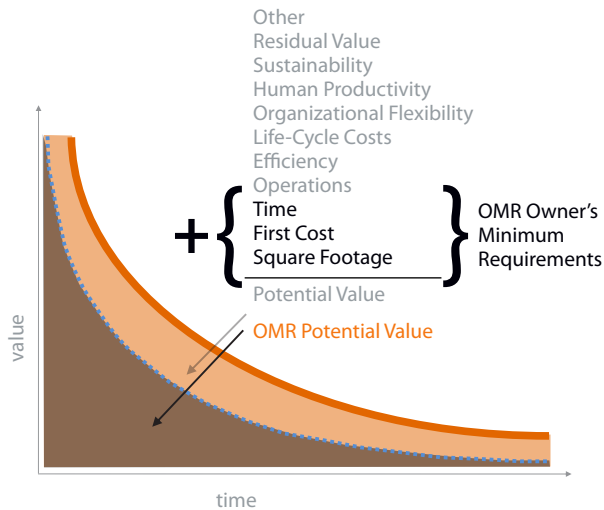 Other
Residual Value
Sustainability
Human Productivity
Organizational Flexibility
Life-Cycle Costs
Efficiency
Operations
+ { Time
First Cost
Square Footage }
OMR Owner's
Minimum
Requirements
Potential Value
OMR Potential Value
value
time